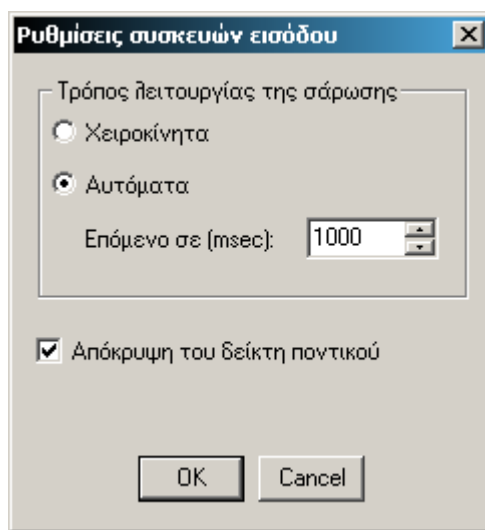 Ρυθμίσεις συσκευών εισόδου
Τρόπος λειτουργίας της σάρωσης
Χειροκίνητα
Αυτόματα
Επόμενο σε (msec): 1000
Απόκρυψη του δείκτη ποντικού
OK Cancel